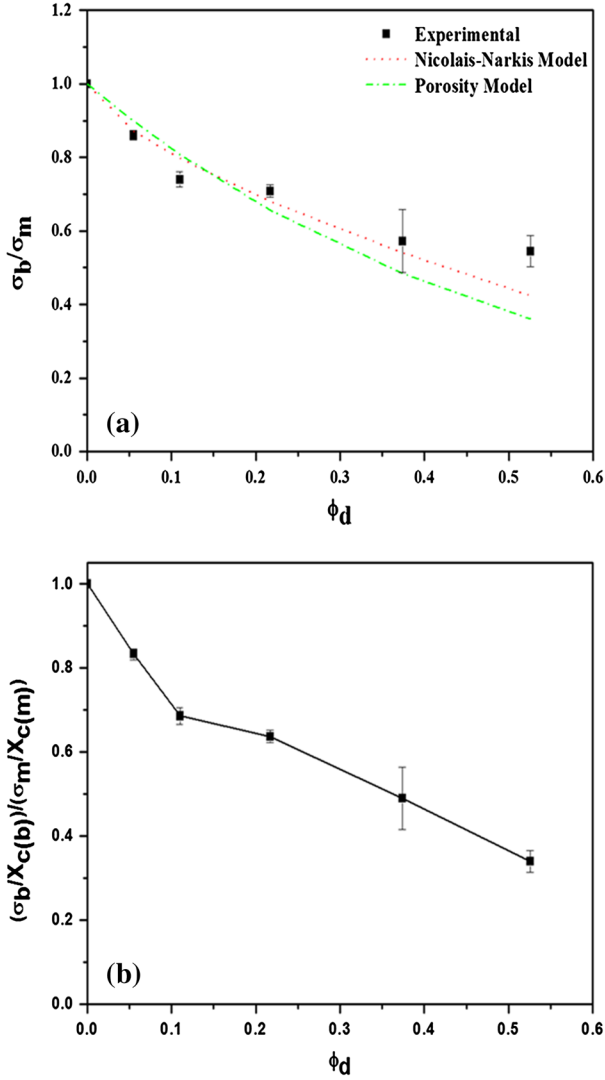 1.2
1.0
0.8
0.6
0.4
0.2
0.0
σb/σm
Experimental
Nicolais-Narkis Model
Porosity Model
(a)
0.0 0.1 0.2 0.3 0.4 0.5 0.6
ϕd
1.0
0.8
0.6
0.4
0.2
0.0
(σb/Xc(b))/(σm/Xc(m))
(b)
0.0 0.1 0.2 0.3 0.4 0.5 0.6
ϕd